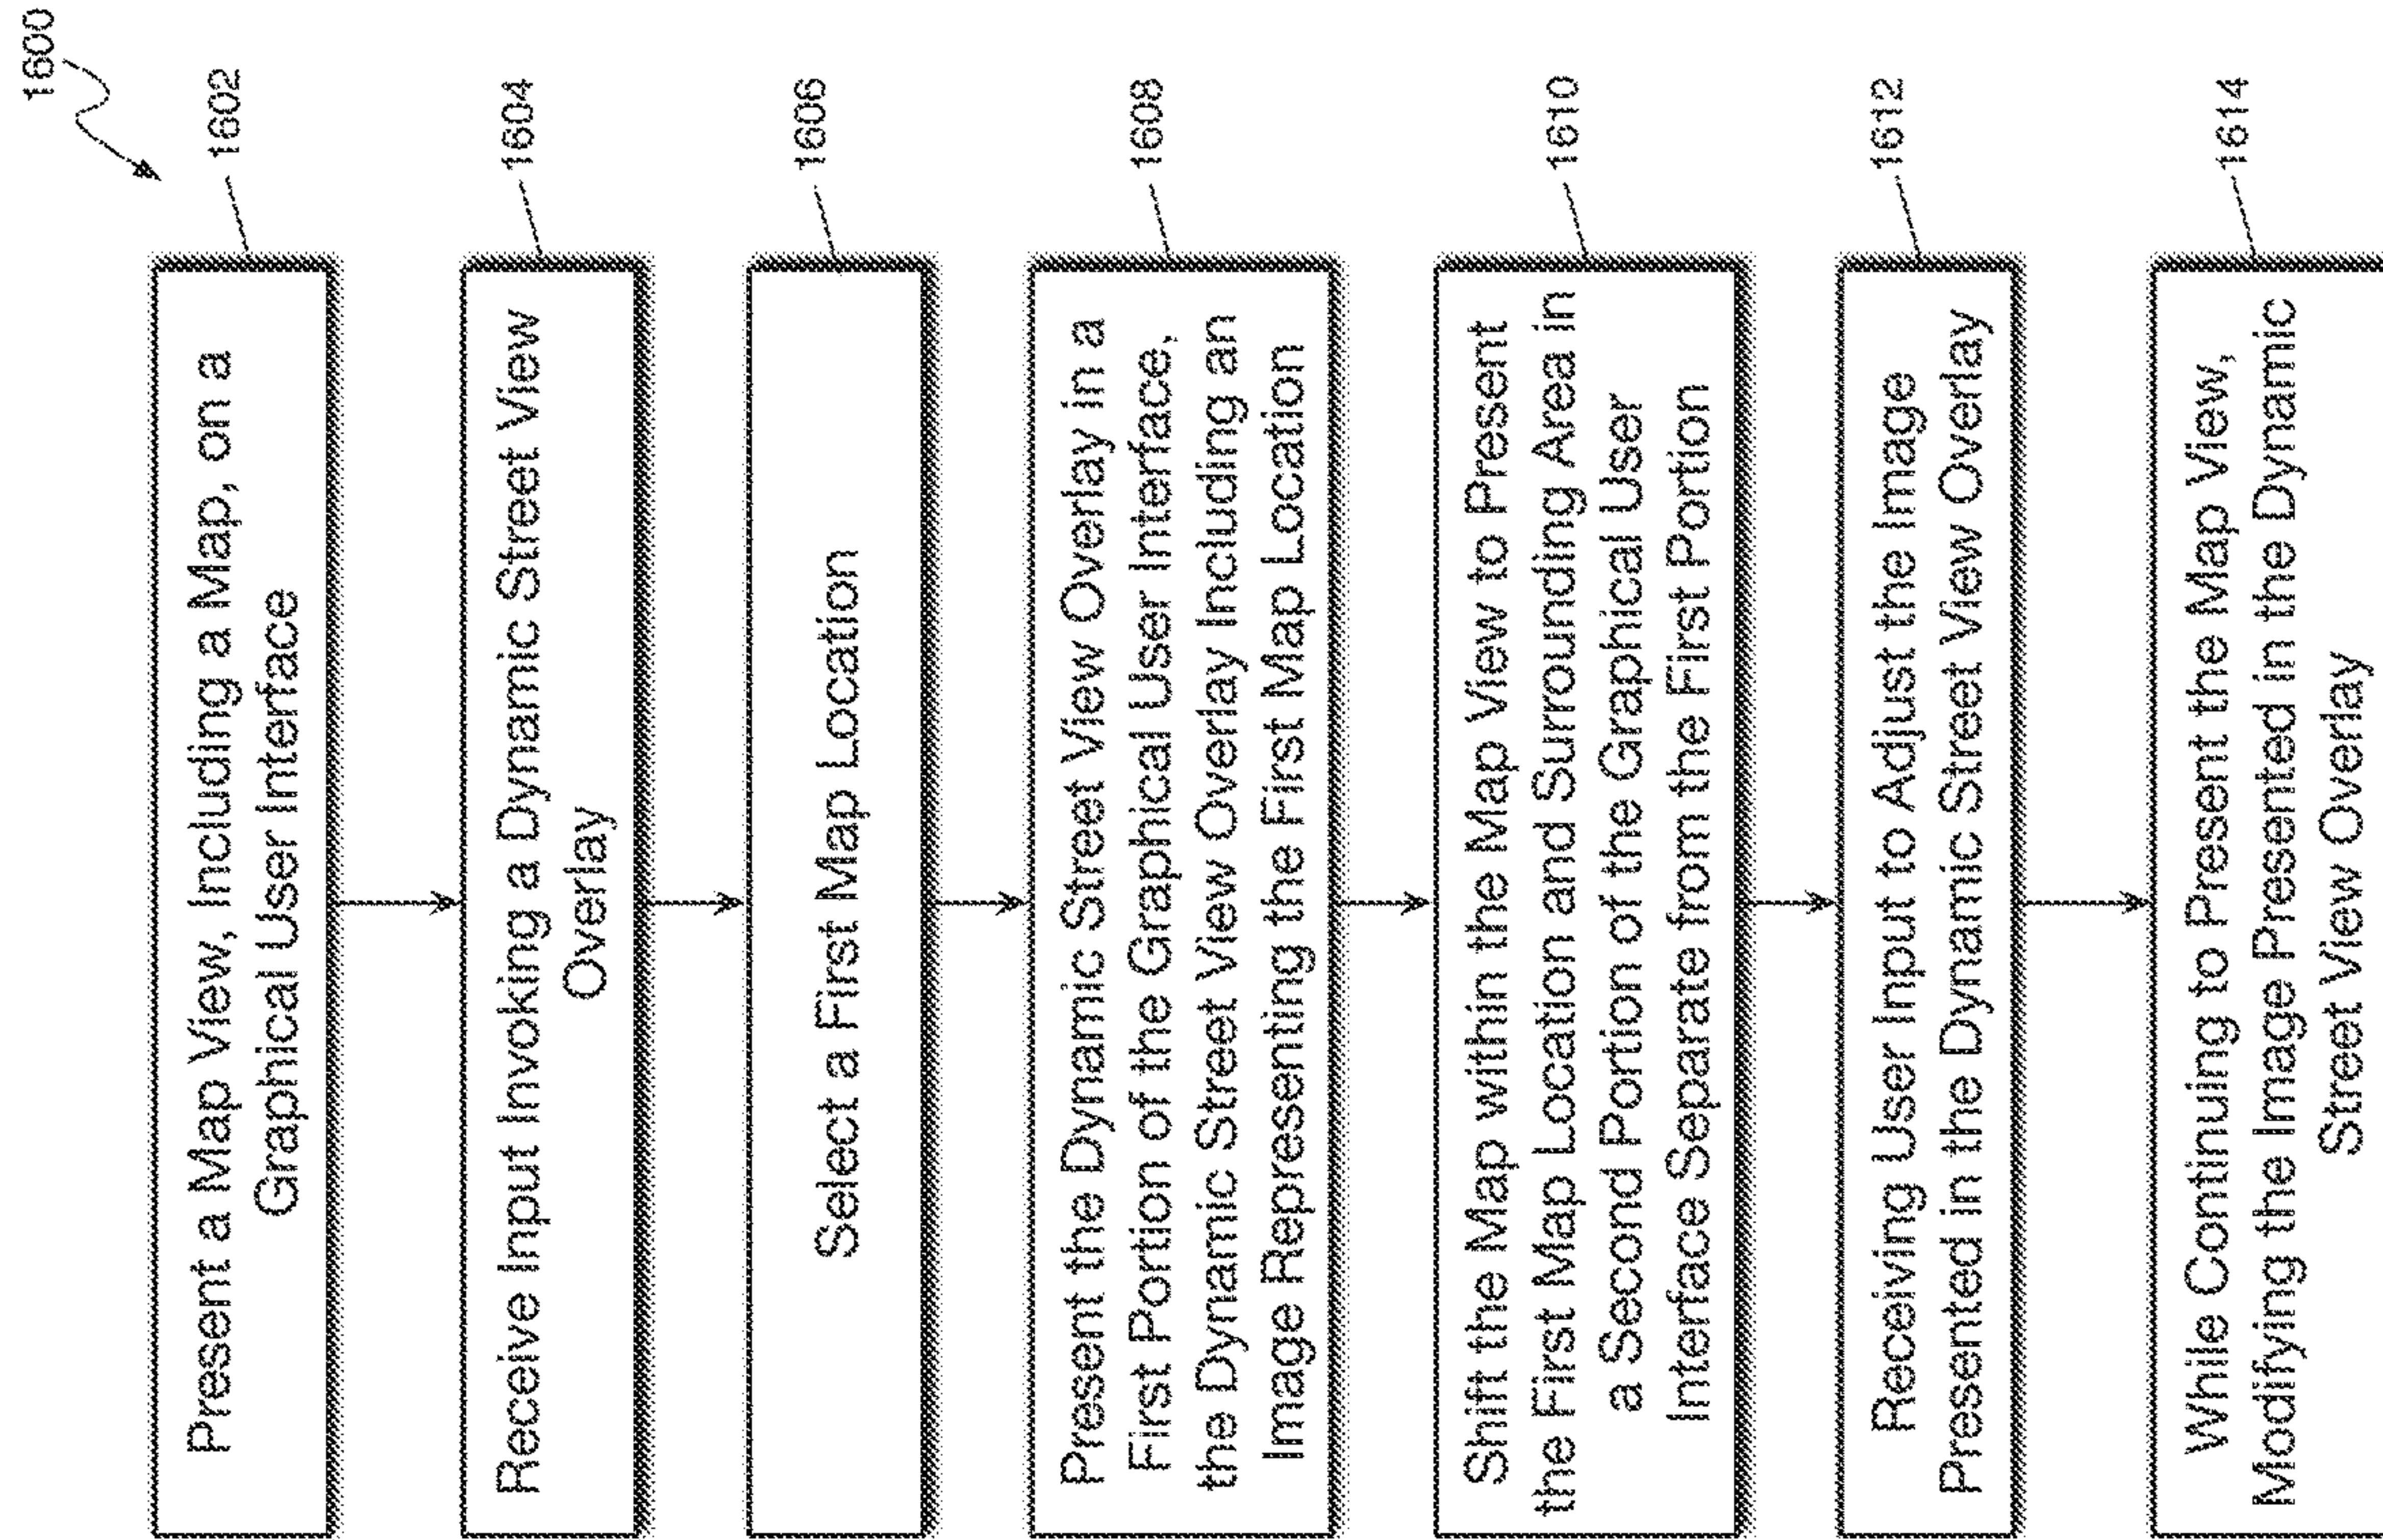 1600
1602
Present a Map View, Including a Map, on a
Graphical User Interface
1604
Receive Input Invoking a Dynamic Street View
Overlay
1606
Select a First Map Location
1608
Present the Dynamic Street View Overlay in a
First Portion of the Graphical User Interface,
the Dynamic Street View Overlay Including an
Image Representing the First Map Location
1610
Shift the Map within the Map View to Present
the First Map Location and Surrounding Area in
a Second Portion of the Graphical User
Interface Separate from the First Portion
1612
Receiving User Input to Adjust the Image
Presented in the Dynamic Street View Overlay
1614
While Continuing to Present the Map View,
Modifying the Image Presented in the Dynamic
Street View Overlay